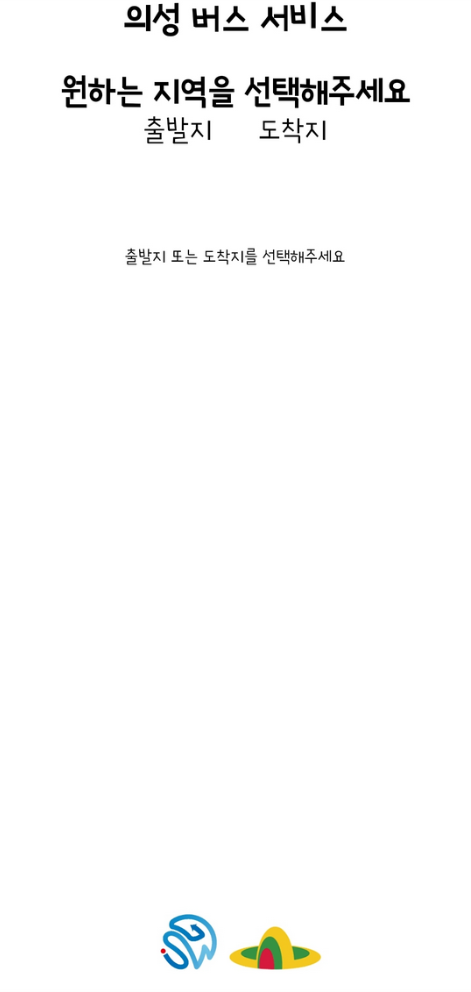 의성 버스 서비스
원하는 지역을 선택해주세요
출발지 도착지
출발지 또는 도착지를 선택해주세요